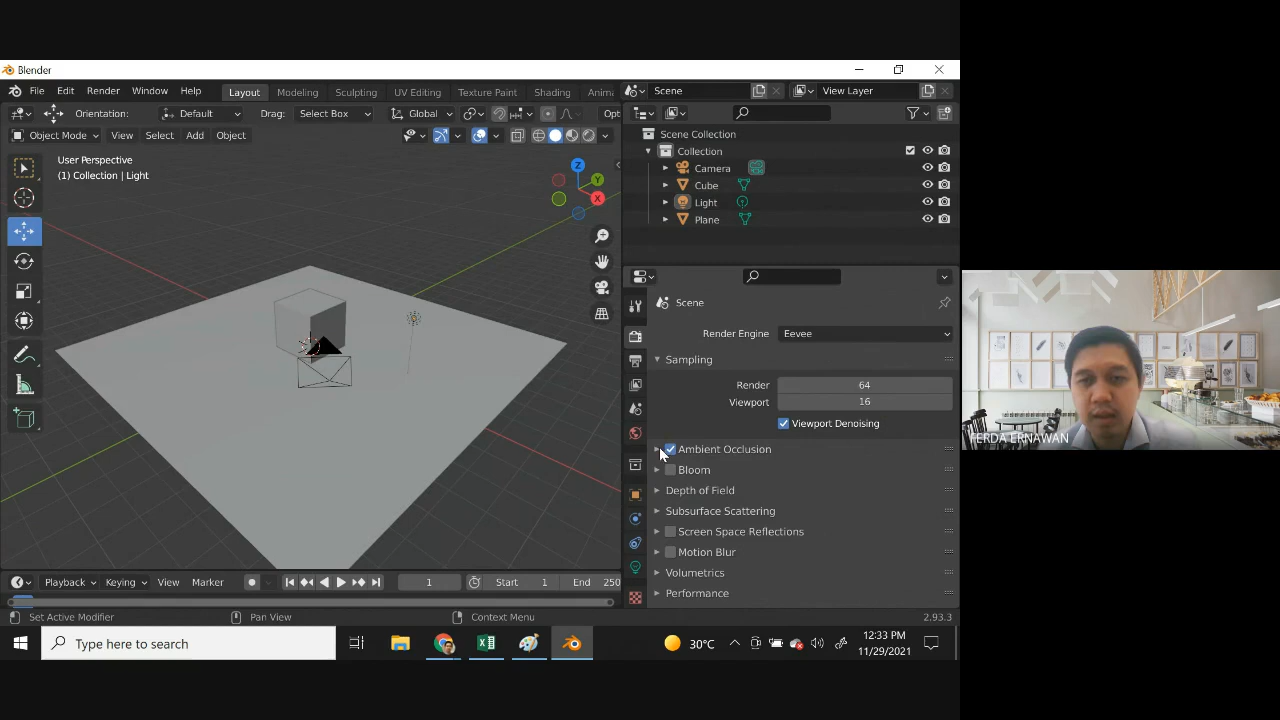 Blender
File Edit Render Window Help
Layout Modeling Sculpting UV Editing Texture Paint Shading Anima
Scene
View Layer
Orientation: Default Drag: Select Box Global Opt
Object Mode View Select Add Object
User Perspective
(1) Collection | Light
Z
Y
X
Scene Collection
Collection
Camera
Cube
Light
Plane
Scene
Render Engine Eevee
Sampling
Render 64
Viewport 16
Viewport Denoising
Ambient Occlusion
Bloom
Depth of Field
Subsurface Scattering
Screen Space Reflections
Motion Blur
Volumetrics
Performance
FERDA ERNAWAN
Playback Keying View Marker 1 Start 1 End 250
Set Active Modifier Pan View Context Menu 2.93.3
Type here to search
30°C
12:33 PM
11/29/2021